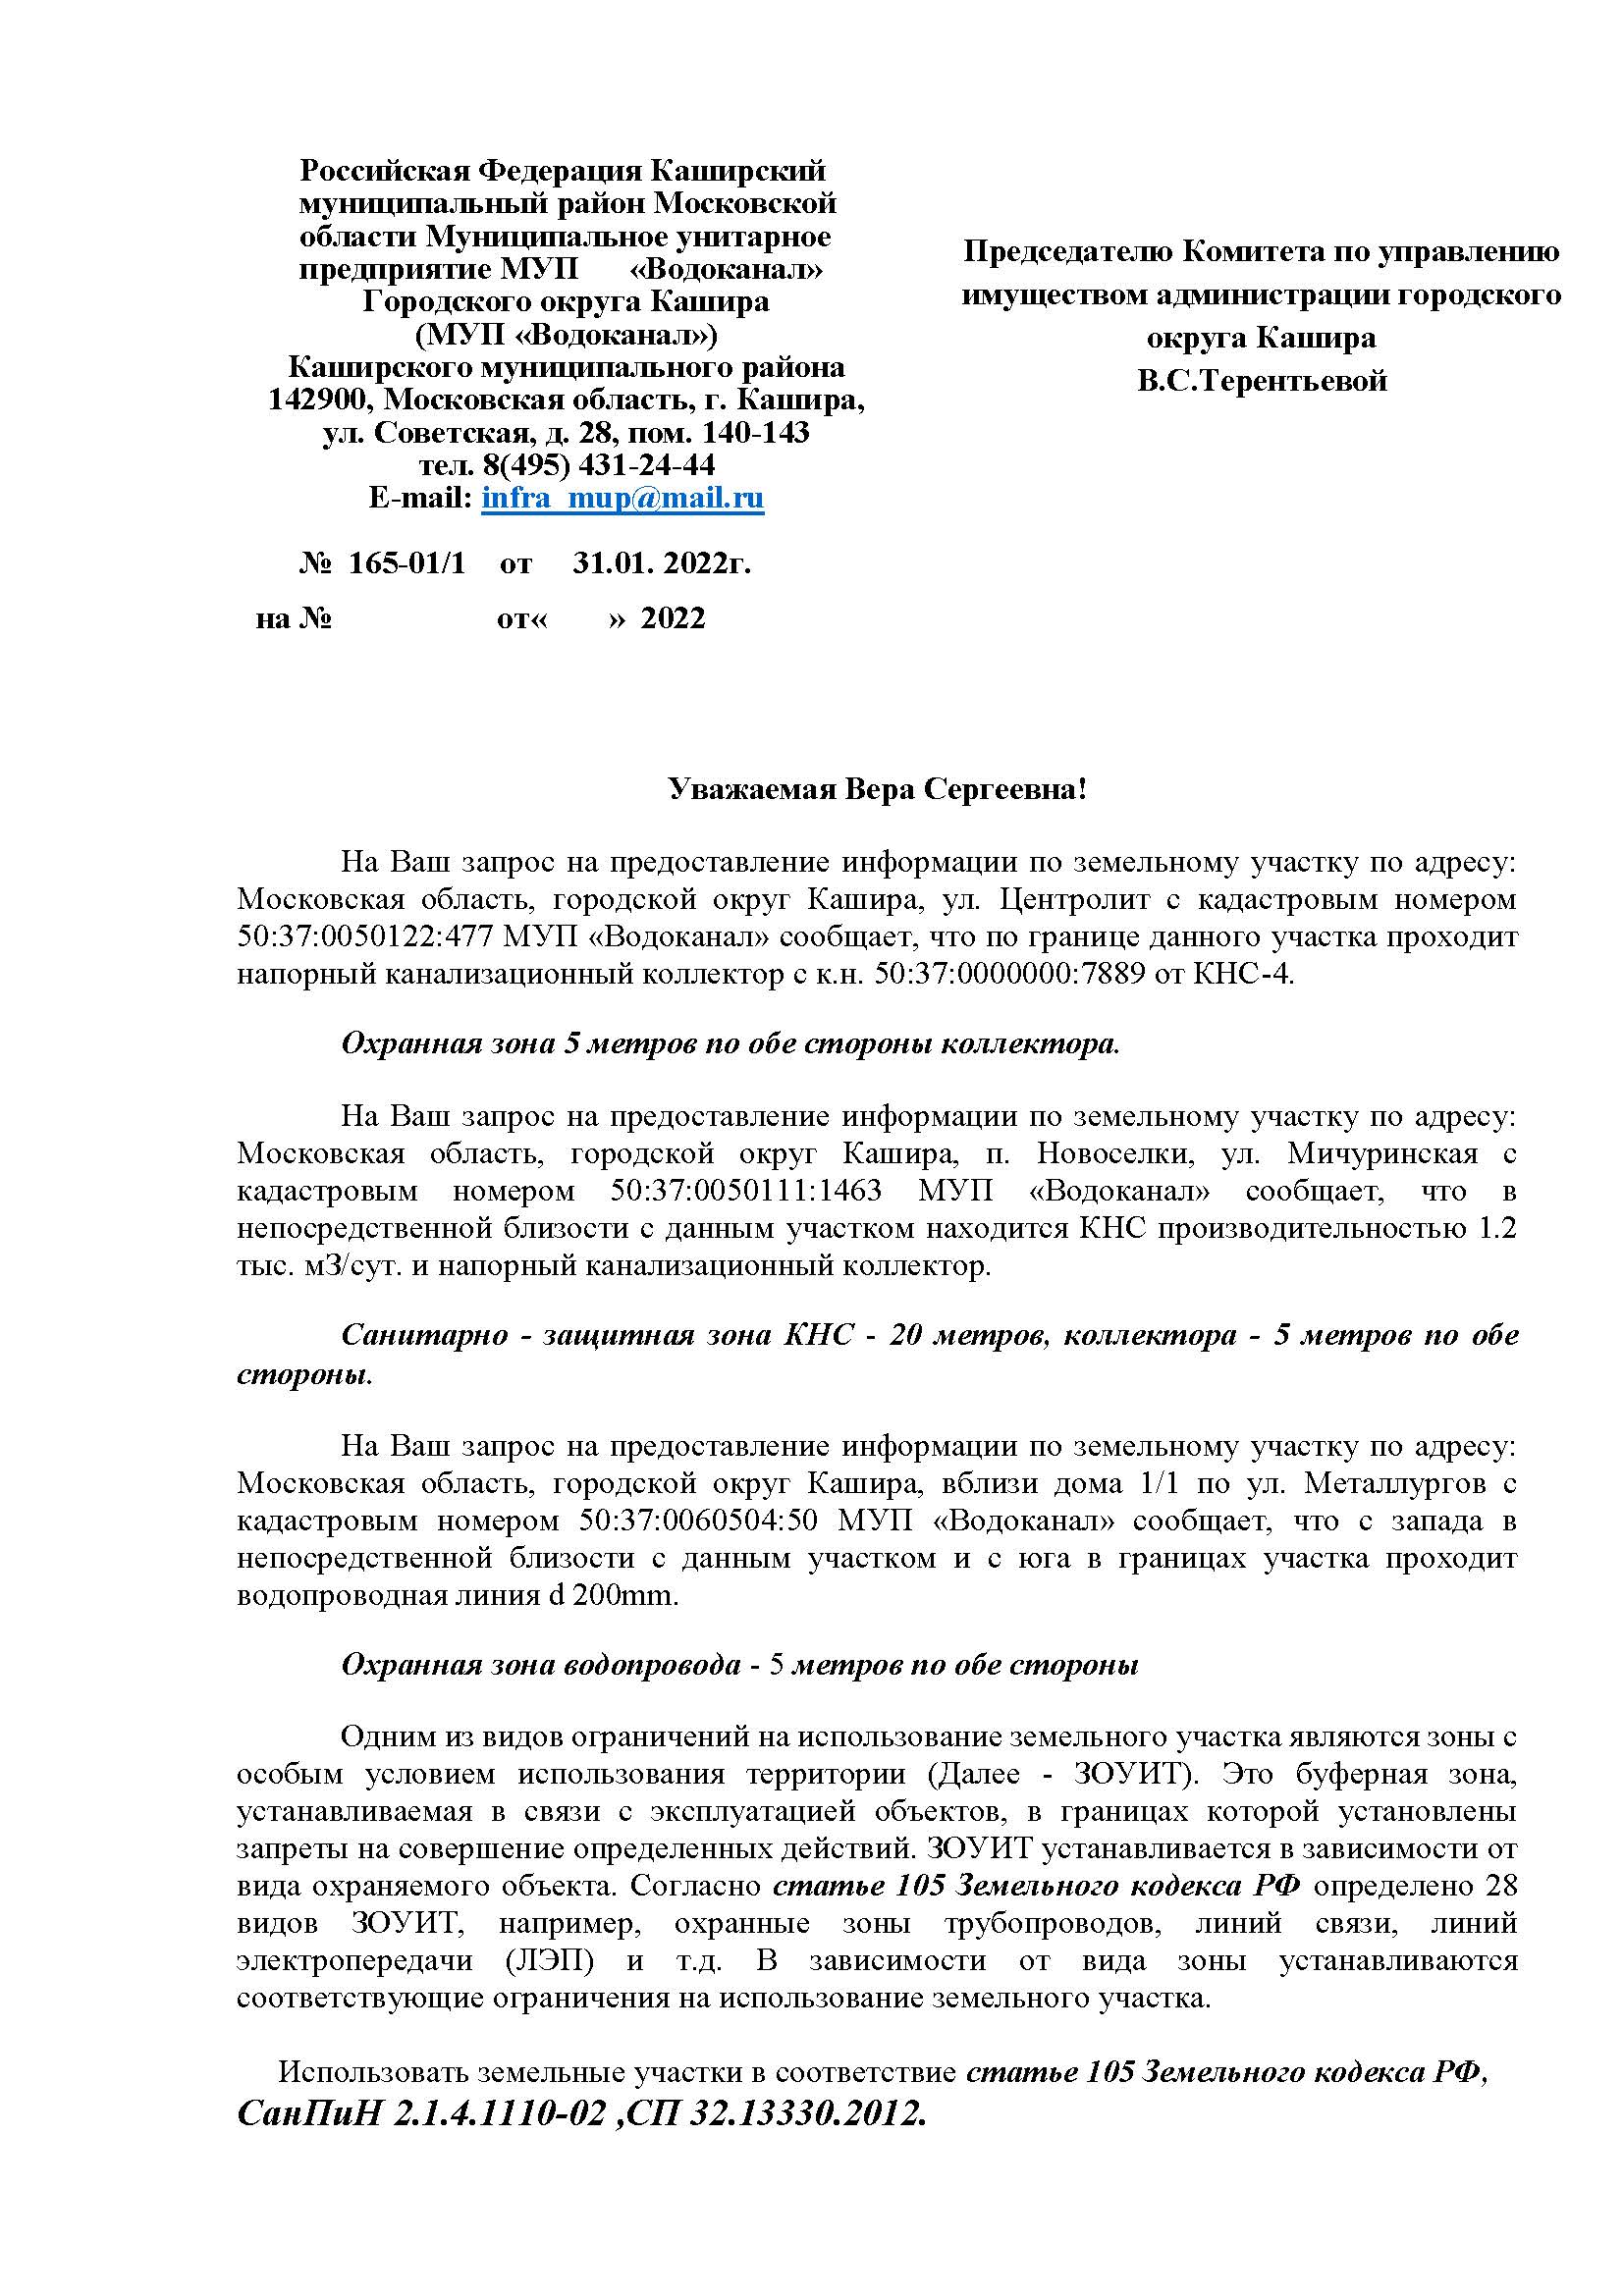 Российская Федерация Каширский
муниципальный район Московской
области Муниципальное унитарное
предприятие МУП «Водоканал»
Городского округа Кашира
(МУП «Водоканал»)
Каширского муниципального района
142900, Московская область, г. Кашира,
ул. Советская, д. 28, пом. 140-143
тел. 8(495) 431-24-44
E-mail: infra_mup@mail.ru
№ 165-01/1 от 31.01. 2022г.
на № от« » 2022
Председателю Комитета по управлению
имуществом администрации городского
округа Кашира
В.С.Терентьевой
Уважаемая Вера Сергеевна!
На Ваш запрос на предоставление информации по земельному участку по адресу:
Московская область, городской округ Кашира, ул. Центролит с кадастровым номером
50:37:0050122:477 МУП «Водоканал» сообщает, что по границе данного участка проходит
напорный канализационный коллектор с к.н. 50:37:0000000:7889 от КНС-4.
Охранная зона 5 метров по обе стороны коллектора.
На Ваш запрос на предоставление информации по земельному участку по адресу:
Московская область, городской округ Кашира, п. Новоселки, ул. Мичуринская с
кадастровым номером 50:37:0050111:1463 МУП «Водоканал» сообщает, что в
непосредственной близости с данным участком находится КНС производительностью 1.2
тыс. м3/сут. и напорный канализационный коллектор.
Санитарно - защитная зона КНС - 20 метров, коллектора - 5 метров по обе
стороны.
На Ваш запрос на предоставление информации по земельному участку по адресу:
Московская область, городской округ Кашира, вблизи дома 1/1 по ул. Металлургов с
кадастровым номером 50:37:0060504:50 МУП «Водоканал» сообщает, что с запада в
непосредственной близости с данным участком и с юга в границах участка проходит
водопроводная линия d 200mm.
Охранная зона водопровода - 5 метров по обе стороны
Одним из видов ограничений на использование земельного участка являются зоны с
особым условием использования территории (Далее - ЗОУИТ). Это буферная зона,
устанавливаемая в связи с эксплуатацией объектов, в границах которой установлены
запреты на совершение определенных действий. ЗОУИТ устанавливается в зависимости от
вида охраняемого объекта. Согласно статье 105 Земельного кодекса РФ определено 28
видов ЗОУИТ, например, охранные зоны трубопроводов, линий связи, линий
электропередачи (ЛЭП) и т.д. В зависимости от вида зоны устанавливаются
соответствующие ограничения на использование земельного участка.
Использовать земельные участки в соответствие статье 105 Земельного кодекса РФ,
СанПиН 2.1.4.1110-02 ,СП 32.13330.2012.